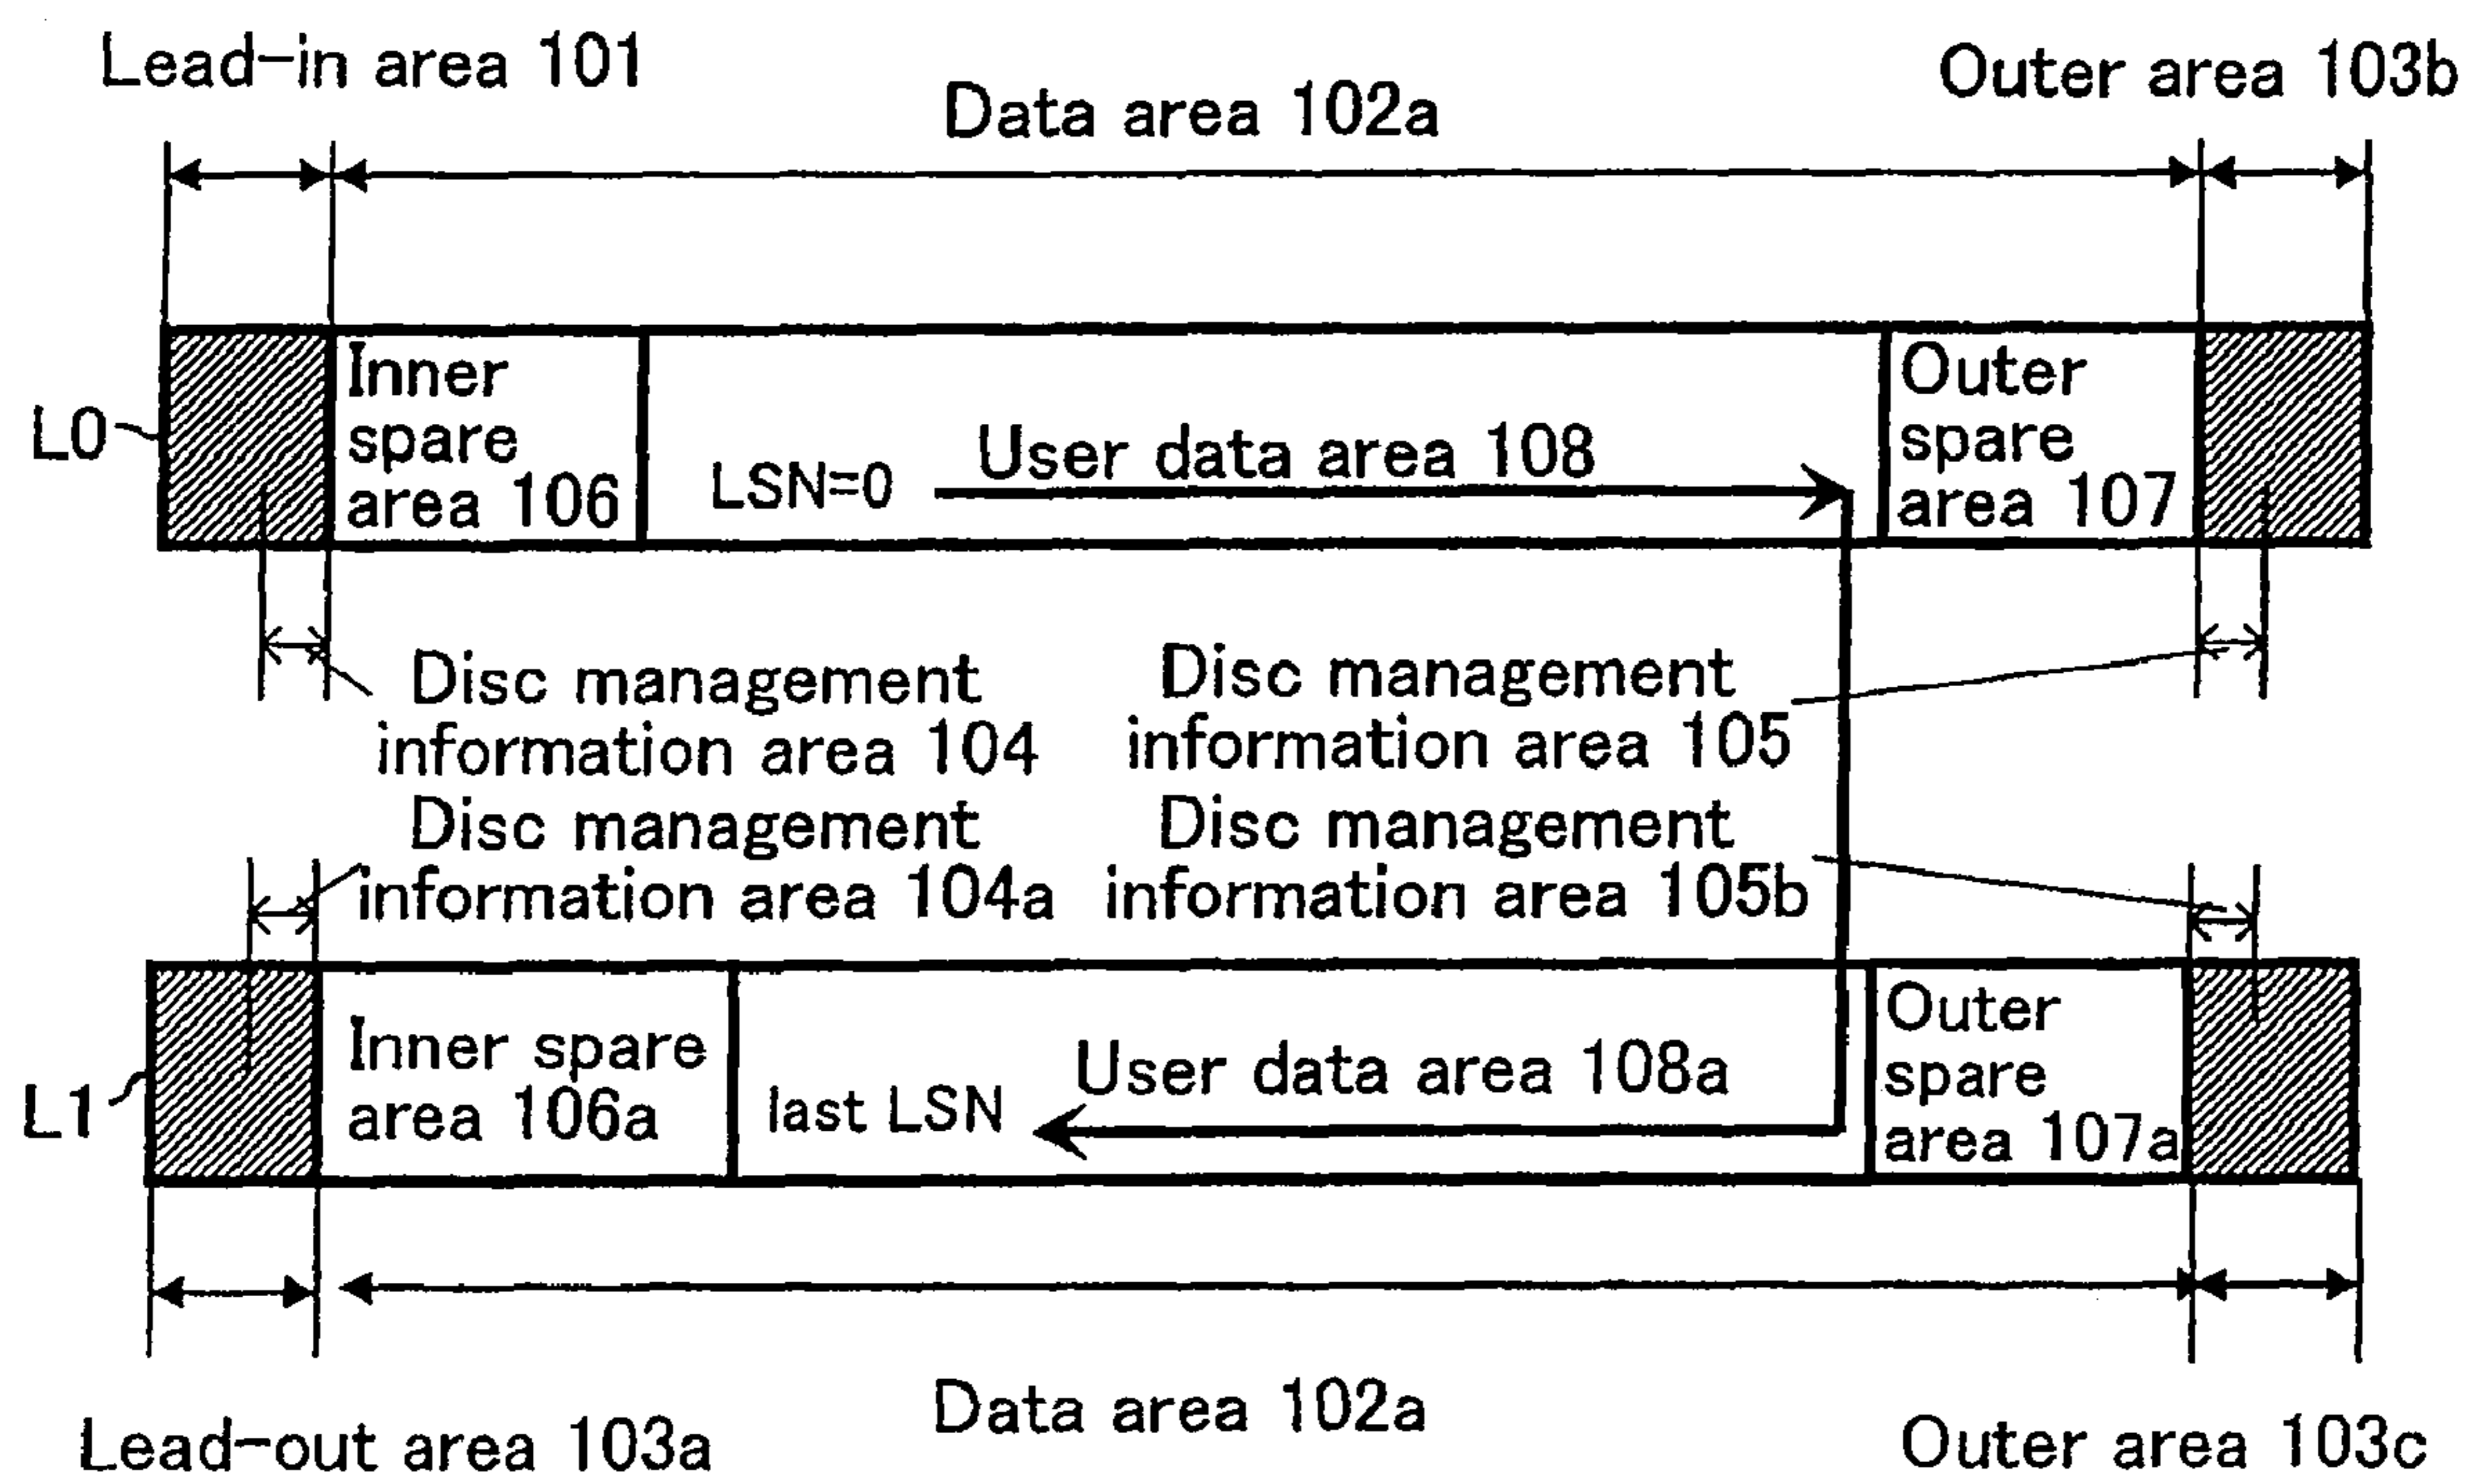 Lead-in area 101
Data area 102a
Outer area 103b
L0
Inner
spare
area 106
LSN=0
User data area 108
Outer
spare
area 107
Disc management
information area 104
Disc management
information area 105
Disc management
information area 104a
Disc management
information area 105b
L1
Inner spare
area 106a
last LSN
User data area 108a
Outer
spare
area 107a
Lead-out area 103a
Data area 102a
Outer area 103c